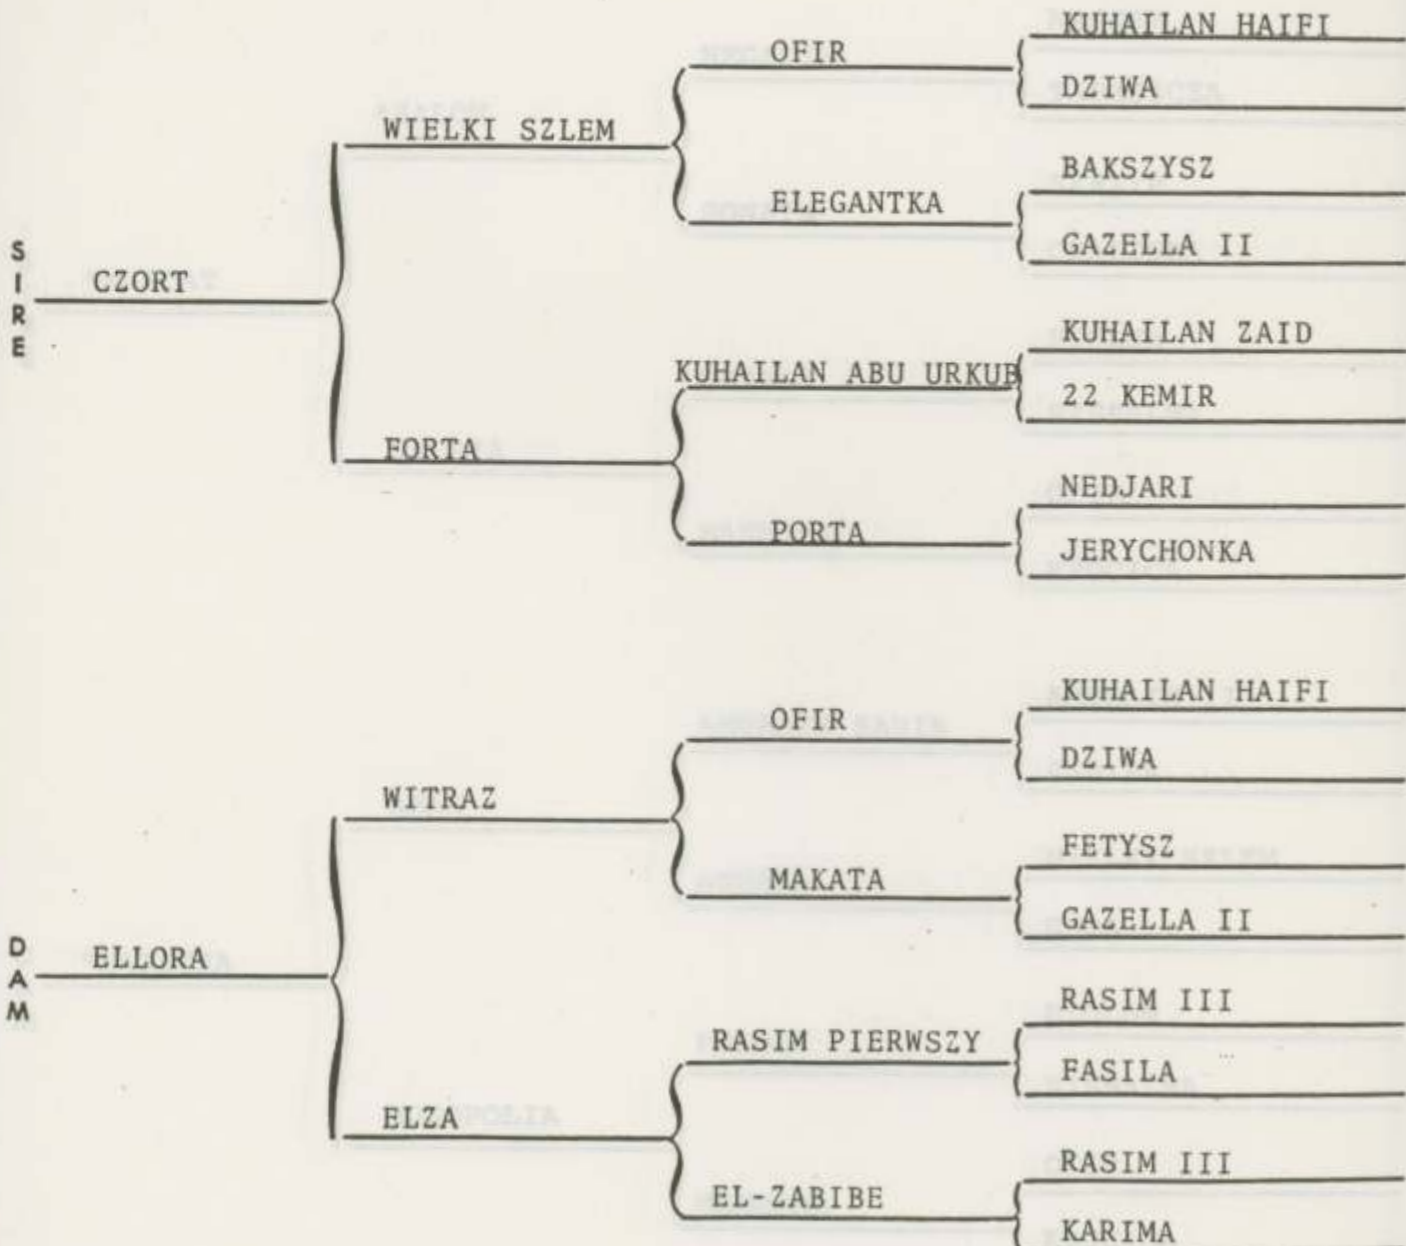 KUHAILAN HAIFI
OFIR
DZIWA
WIELKI SZLEM
BAKSZYSZ
ELEGANTKA
GAZELLA II
SIRE
CZORT
KUHAILAN ZAID
KUHAILAN ABU URKUB
22 KEMIR
FORTA
NEDJARI
PORTA
JERYCHONKA
KUHAILAN HAIFI
OFIR
DZIWA
WITRAZ
FETYSZ
MAKATA
GAZELLA II
DAM
ELLORA
RASIM III
RASIM PIERWSZY
FASILA
ELZA
RASIM III
EL-ZABIBE
KARIMA